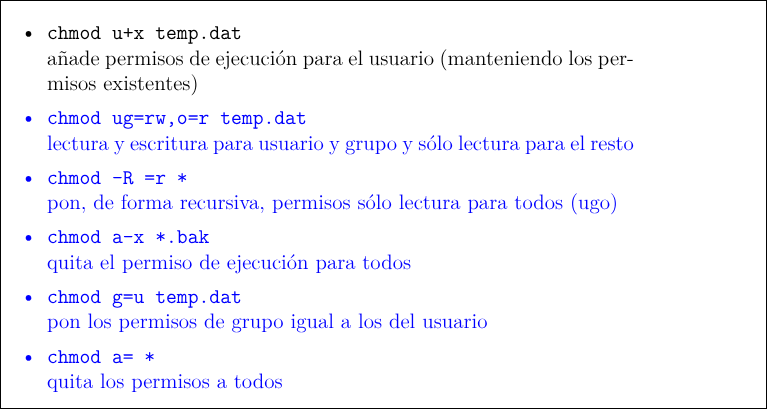 • chmod u+x temp.dat
añade permisos de ejecución para el usuario (manteniendo los per-
misos existentes)
• chmod ug=rw,o=r temp.dat
lectura y escritura para usuario y grupo y sólo lectura para el resto
• chmod -R =r *
pon, de forma recursiva, permisos sólo lectura para todos (ugo)
• chmod a-x *.bak
quita el permiso de ejecución para todos
• chmod g=u temp.dat
pon los permisos de grupo igual a los del usuario
• chmod a= *
quita los permisos a todos